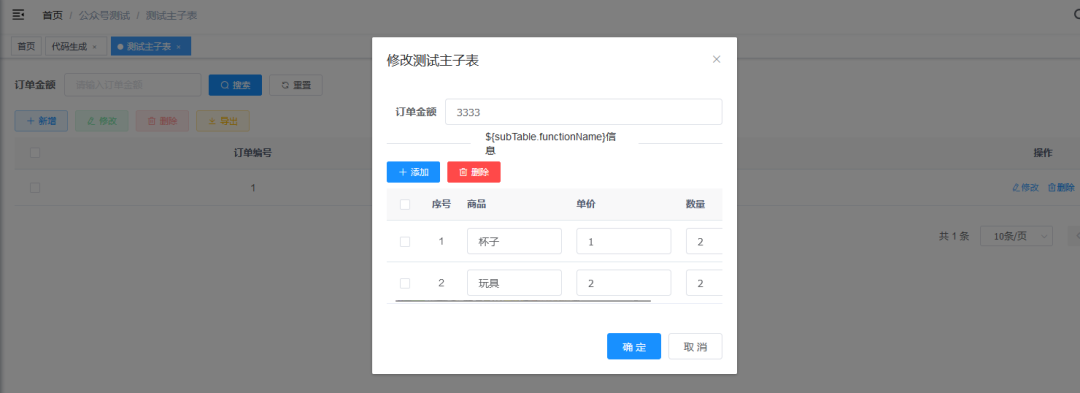 首页 / 公众号测试 / 测试主子表
首页 代码生成 × 测试主子表 ×
订单金额 请输入订单金额 搜索 重置
+ 新增 修改 删除 导出
订单编号 操作
1 修改 删除
共 1 条 10条/页
修改测试主子表 ×
订单金额 3333
${subTable.functionName}信
息
+ 添加 删除
序号 商品 单价 数量
1 杯子 1 2
2 玩具 2 2
确 定 取 消